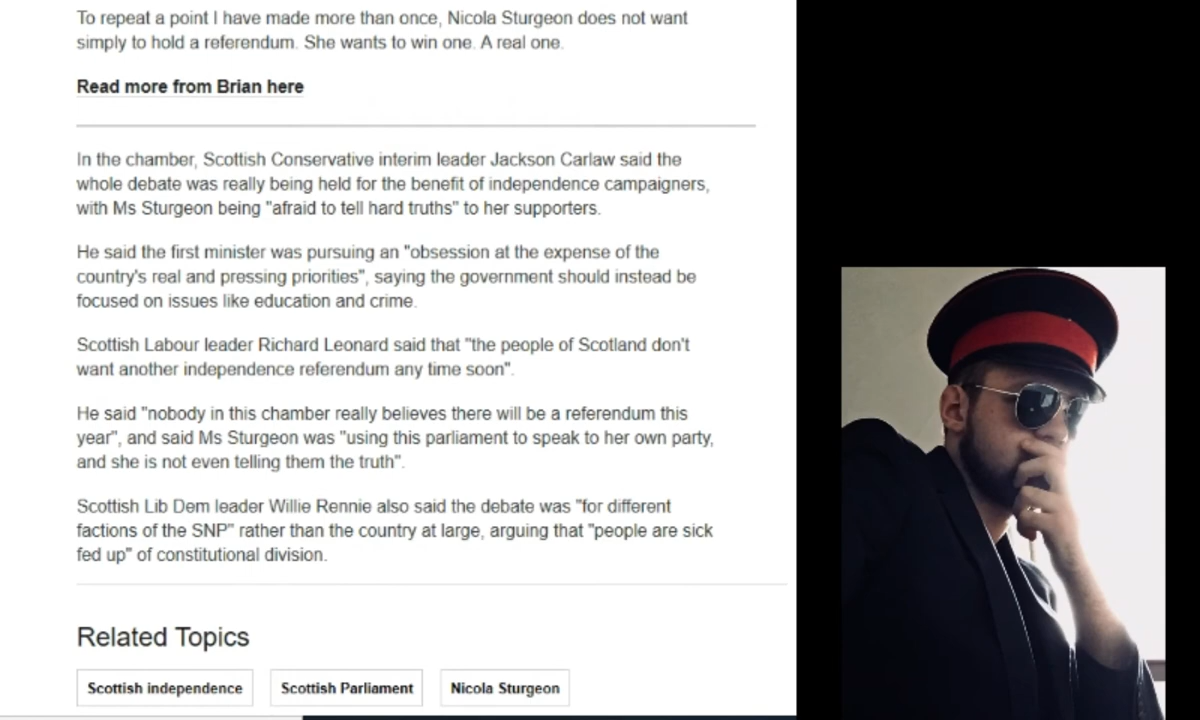 To repeat a point I have made more than once, Nicola Sturgeon does not want
simply to hold a referendum. She wants to win one. A real one.
Read more from Brian here
In the chamber, Scottish Conservative interim leader Jackson Carlaw said the
whole debate was really being held for the benefit of independence campaigners,
with Ms Sturgeon being "afraid to tell hard truths" to her supporters.
He said the first minister was pursuing an "obsession at the expense of the
country's real and pressing priorities", saying the government should instead be
focused on issues like education and crime.
Scottish Labour leader Richard Leonard said that "the people of Scotland don't
want another independence referendum any time soon".
He said "nobody in this chamber really believes there will be a referendum this
year", and said Ms Sturgeon was "using this parliament to speak to her own party,
and she is not even telling them the truth".
Scottish Lib Dem leader Willie Rennie also said the debate was "for different
factions of the SNP" rather than the country at large, arguing that "people are sick
fed up" of constitutional division.
Related Topics
Scottish independence
Scottish Parliament
Nicola Sturgeon